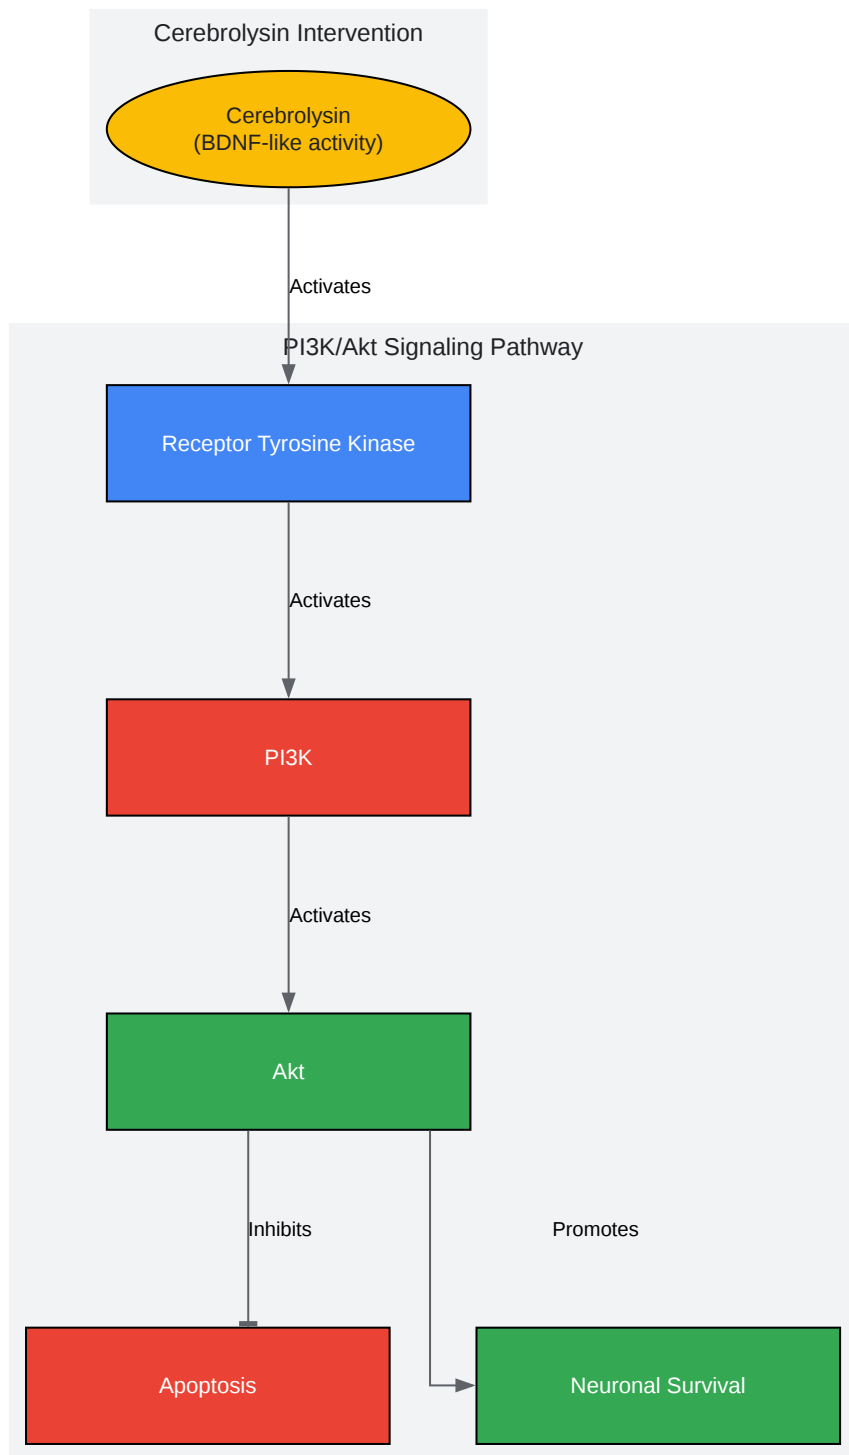 Cerebrolysin Intervention
Cerebrolysin
(BDNF-like activity)
Activates
PI3K/Akt Signaling Pathway
Receptor Tyrosine Kinase
Activates
PI3K
Activates
Akt
Inhibits
Promotes
Apoptosis
Neuronal Survival